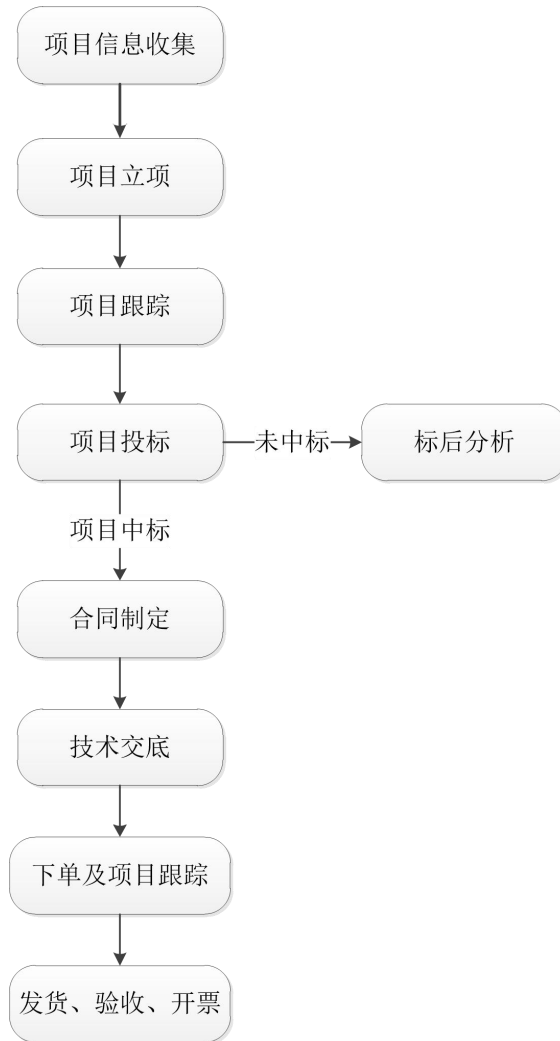 项目信息收集
项目立项
项目跟踪
项目投标
未中标
标后分析
项目中标
合同制定
技术交底
下单及项目跟踪
发货、验收、开票